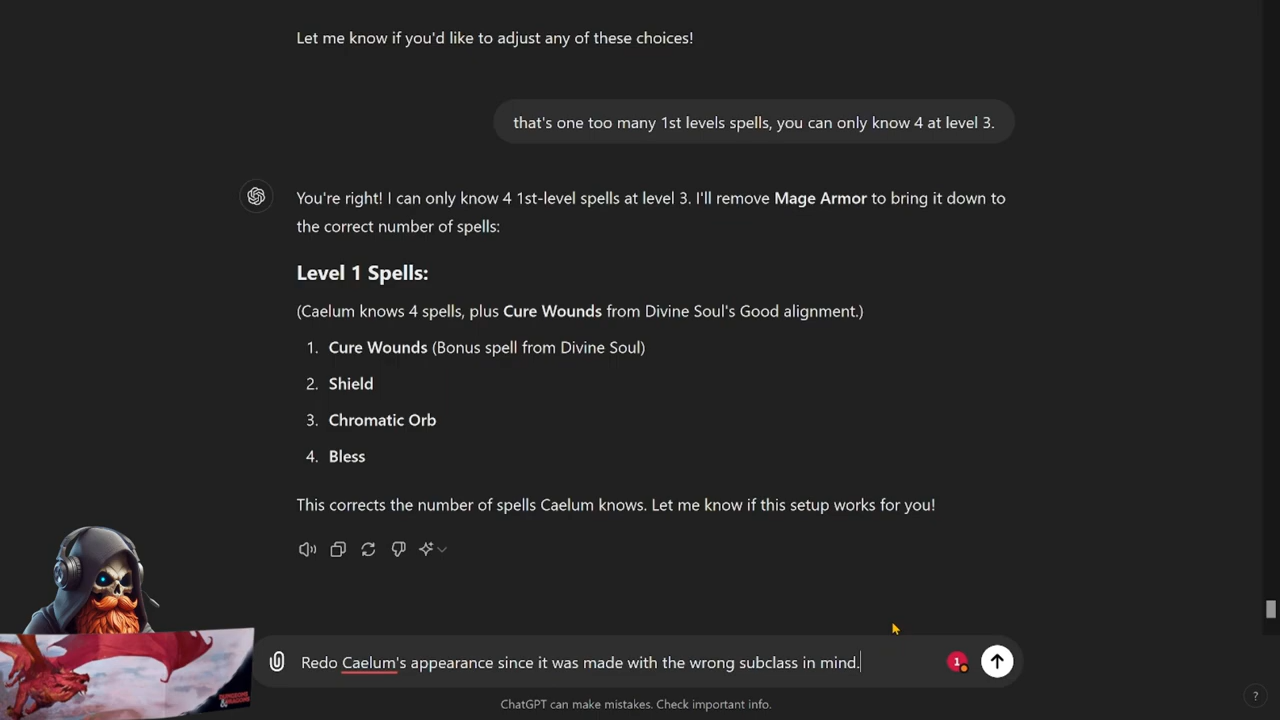 Let me know if you'd like to adjust any of these choices!
that's one too many 1st levels spells, you can only know 4 at level 3.
You're right! I can only know 4 1st-level spells at level 3. I'll remove Mage Armor to bring it down to
the correct number of spells:
Level 1 Spells:
(Caelum knows 4 spells, plus Cure Wounds from Divine Soul's Good alignment.)
1. Cure Wounds (Bonus spell from Divine Soul)
2. Shield
3. Chromatic Orb
4. Bless
This corrects the number of spells Caelum knows. Let me know if this setup works for you!
Redo Caelum's appearance since it was made with the wrong subclass in mind.
1
ChatGPT can make mistakes. Check important info.
?
DUNGEONS & DRAGONS